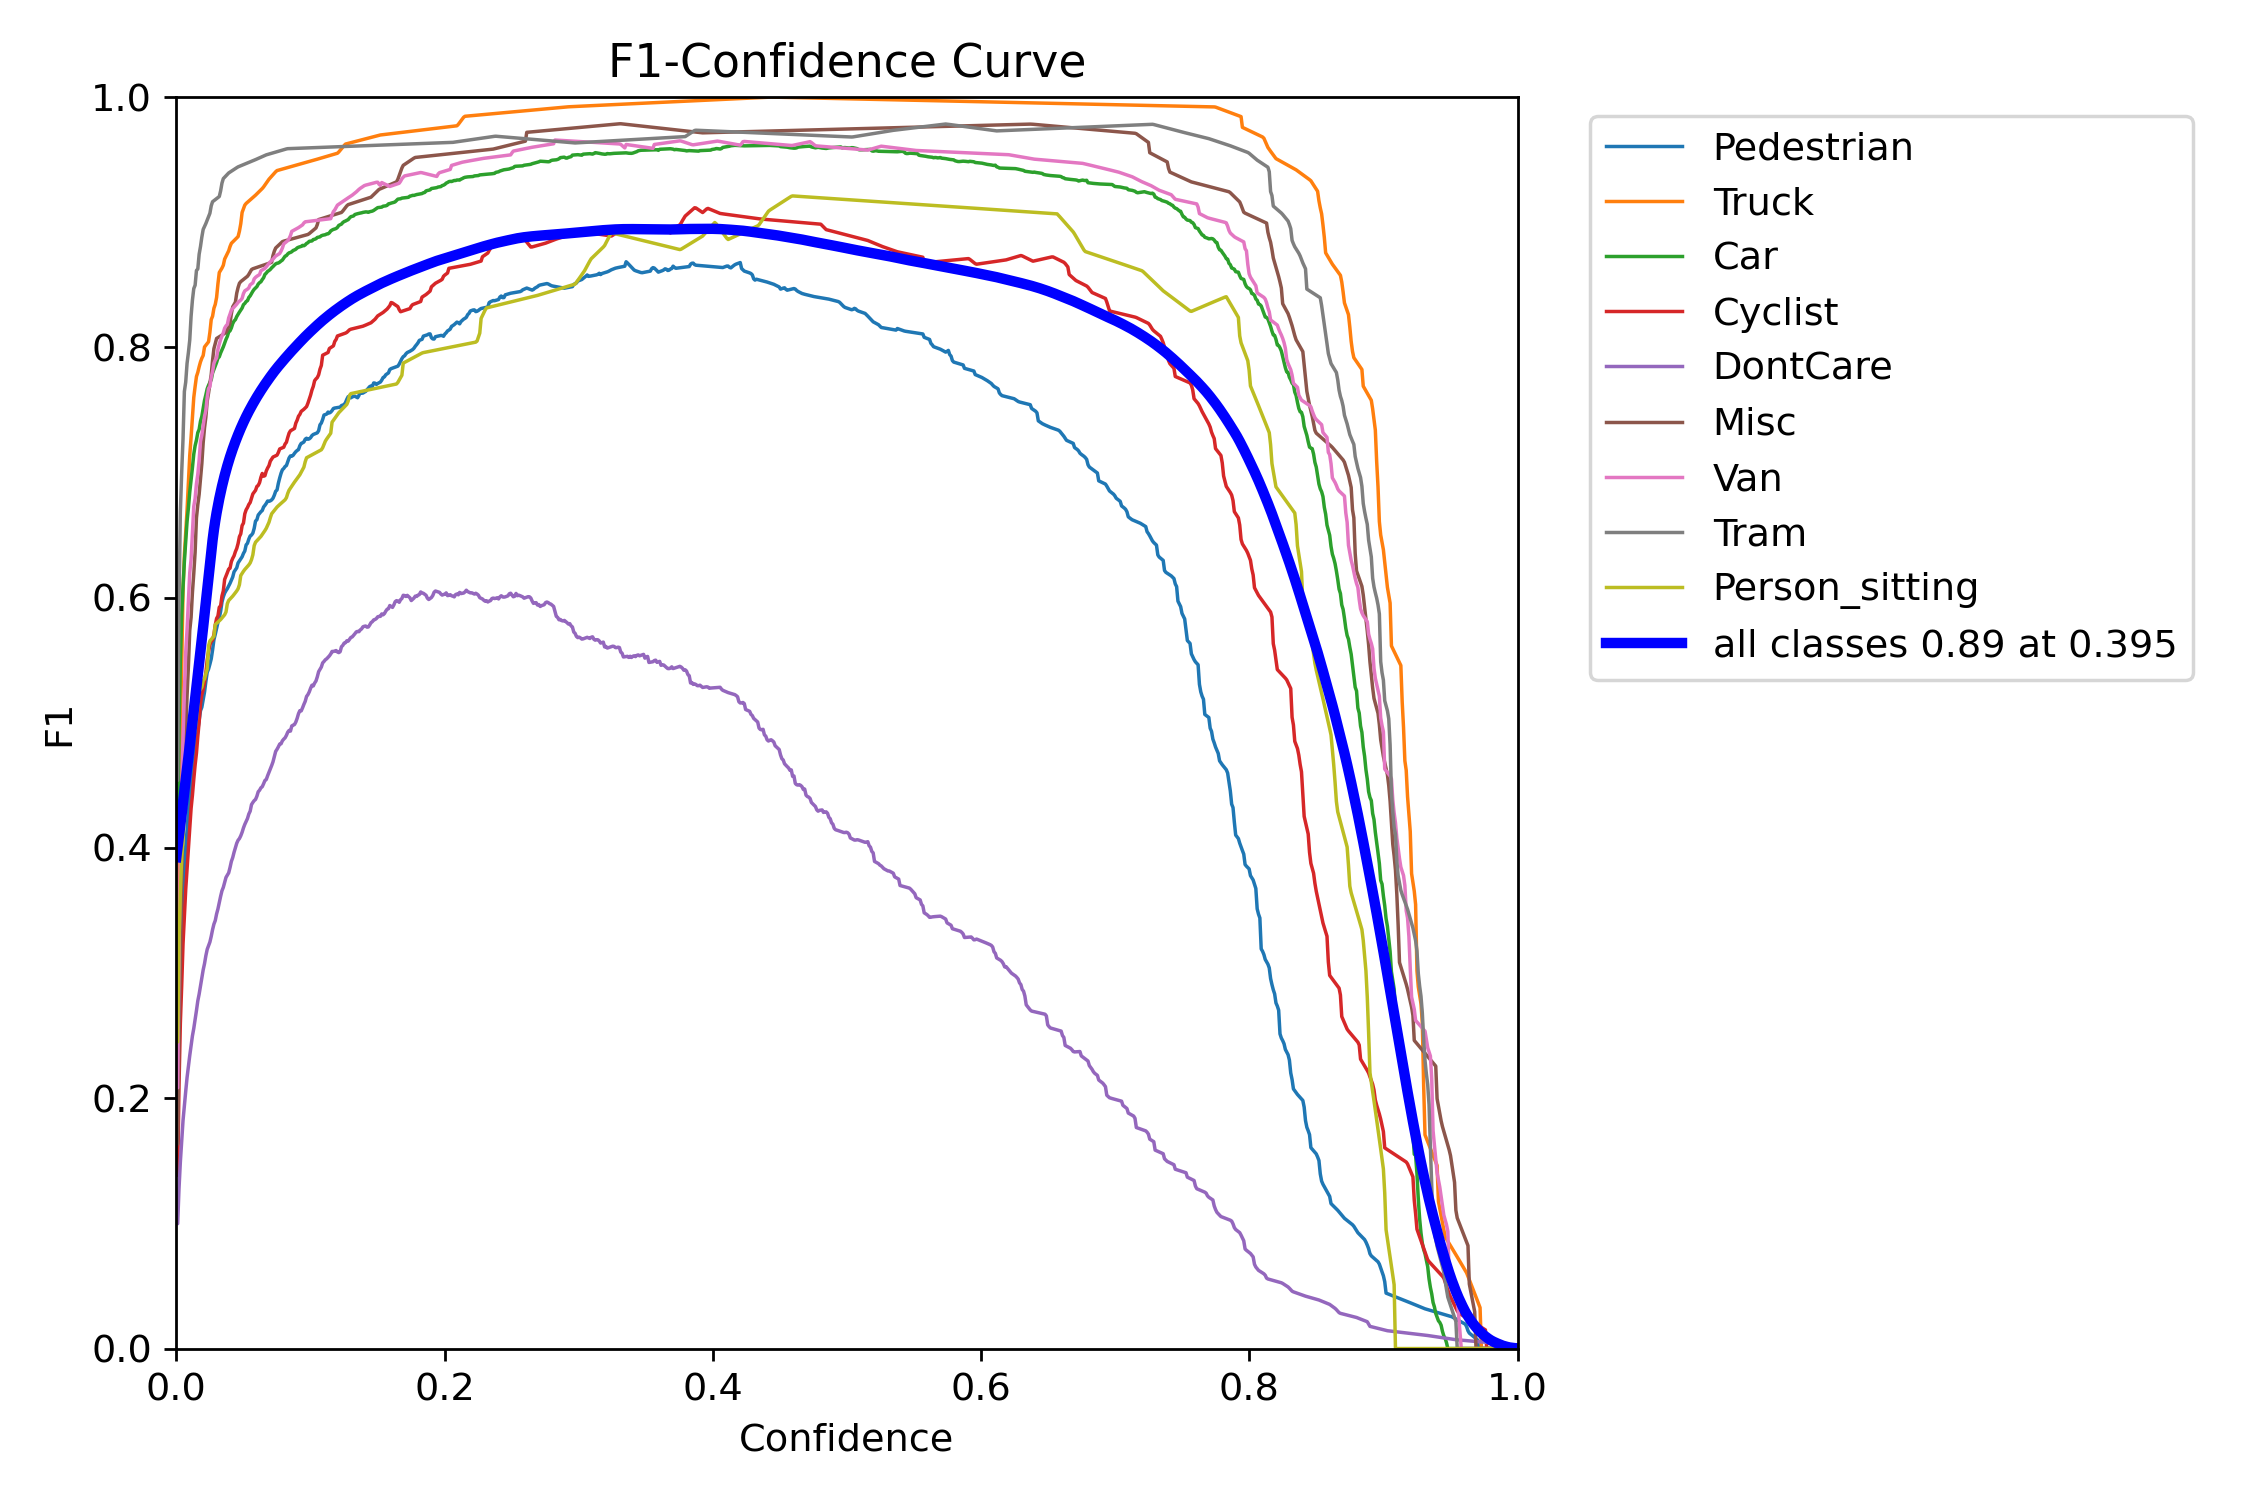 F1-Confidence Curve
1.0
0.8
0.6
0.4
0.2
0.0
F1
0.0 0.2 0.4 0.6 0.8 1.0
Confidence
Pedestrian
Truck
Car
Cyclist
DontCare
Misc
Van
Tram
Person_sitting
all classes 0.89 at 0.395